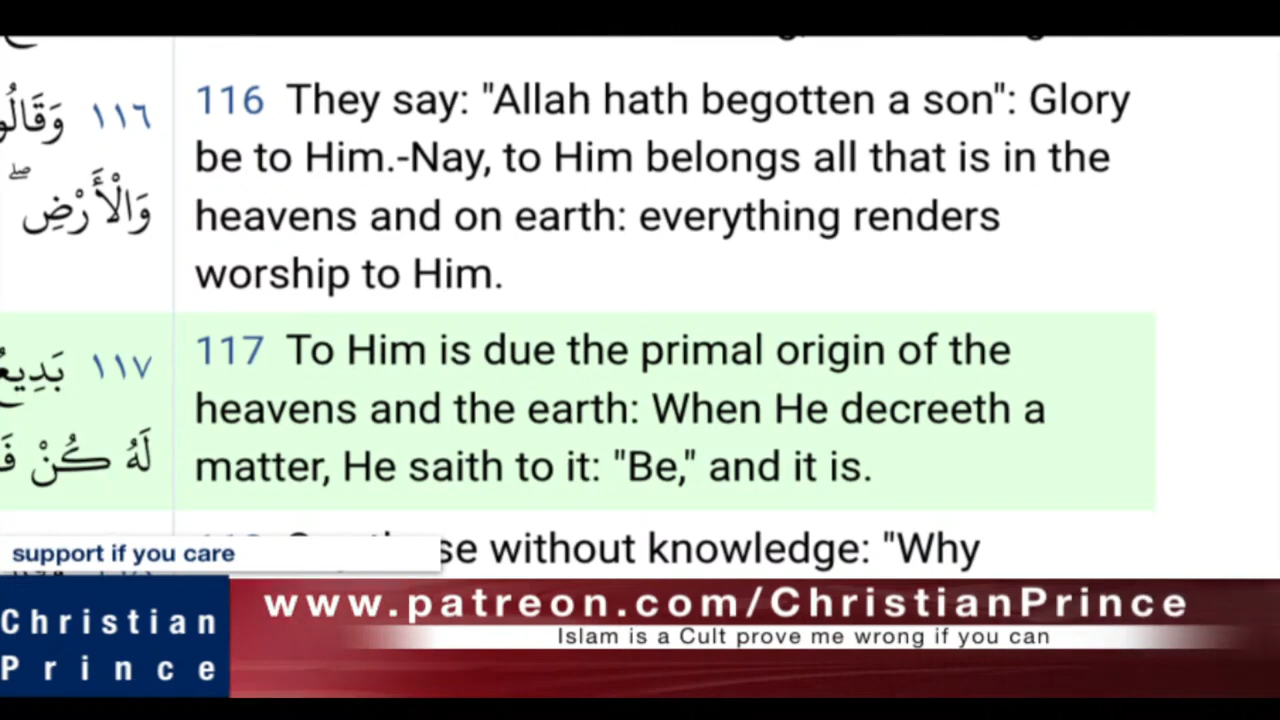 ١١٦ وَقَالُو
وَالْأَرْضِ ۖ
116 They say: "Allah hath begotten a son": Glory
be to Him.-Nay, to Him belongs all that is in the
heavens and on earth: everything renders
worship to Him.
١١٧ بَدِيعُ
لَهُ كُنْ فَ
117 To Him is due the primal origin of the
heavens and the earth: When He decreeth a
matter, He saith to it: "Be," and it is.
without knowledge: "Why
support if you care
Christian
Prince
www.patreon.com/ChristianPrince
Islam is a Cult prove me wrong if you can